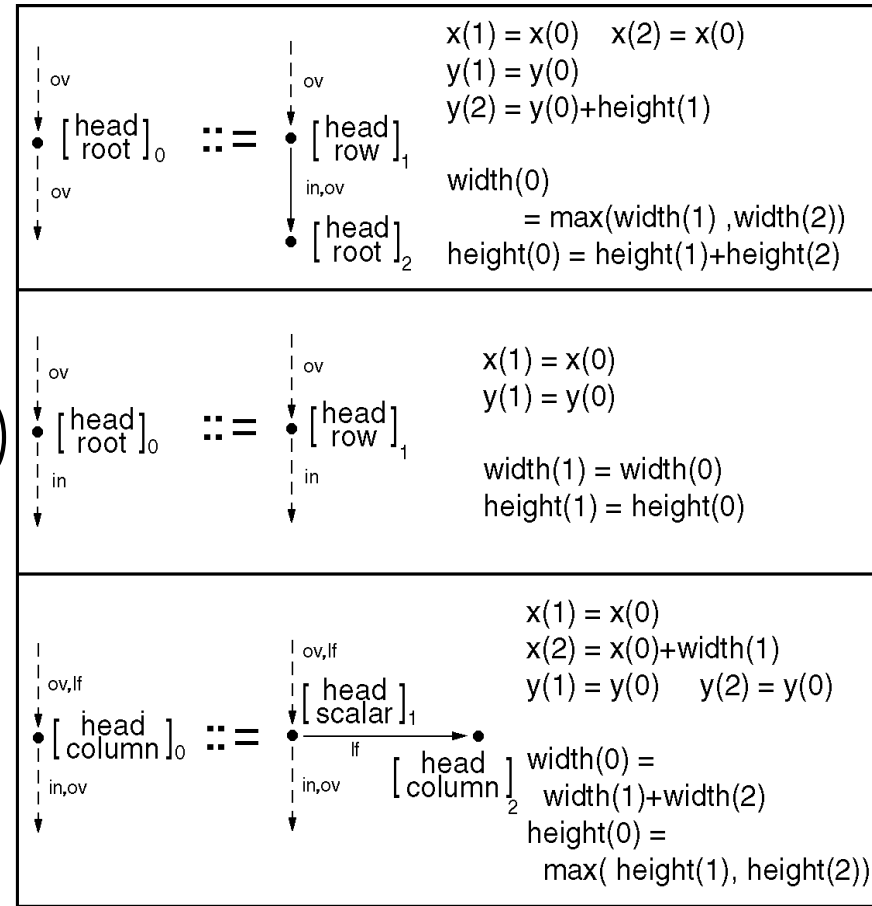 x(1) = x(0) x(2) = x(0)
y(1) = y(0)
y(2) = y(0)+height(1)
width(0)
= max(width(1) ,width(2))
height(0) = height(1)+height(2)
ov
[head root]0 ::= [head row]1
ov
ov
in,ov
[head root]2
x(1) = x(0)
y(1) = y(0)
width(1) = width(0)
height(1) = height(0)
)
ov
[head root]0 ::= [head row]1
in
ov
in
x(1) = x(0)
x(2) = x(0)+width(1)
y(1) = y(0) y(2) = y(0)
width(0) =
width(1)+width(2)
height(0) =
max( height(1), height(2))
ov,lf
[head column]0 ::= [head scalar]1
in,ov
ov,lf
lf
in,ov
[head column]2